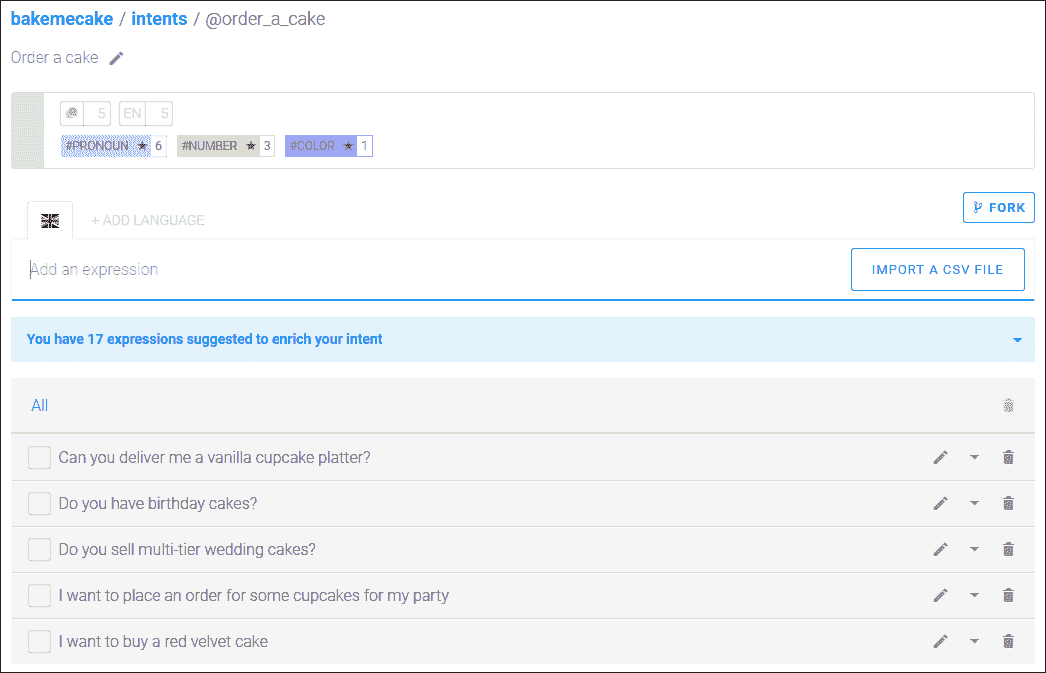 bakemecake / intents / @order_a_cake
Order a cake
5 EN 5
#PRONOUN ★ 6 #NUMBER ★ 3 #COLOR ★ 1
+ ADD LANGUAGE
FORK
Add an expression
IMPORT A CSV FILE
You have 17 expressions suggested to enrich your intent
All
Can you deliver me a vanilla cupcake platter?
Do you have birthday cakes?
Do you sell multi-tier wedding cakes?
I want to place an order for some cupcakes for my party
I want to buy a red velvet cake